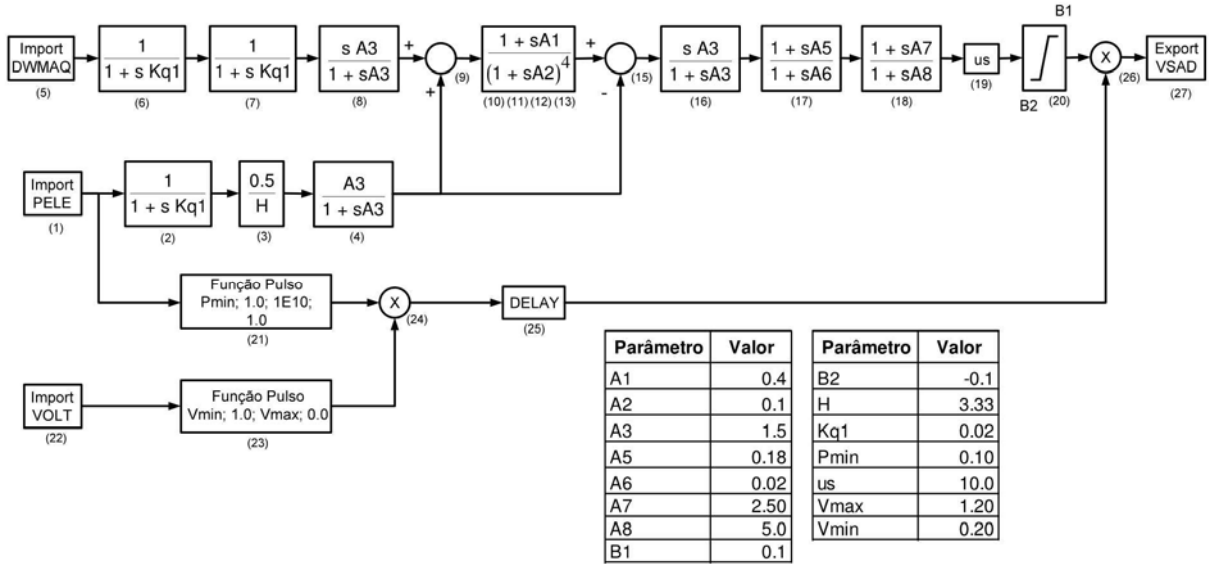 B1
Import
DWMAQ
(5)
1
1 + s Kq1
(6)
1
1 + s Kq1
(7)
s A3
1 + sA3
(8)
+
+
(9)
1 + sA1
(1 + sA2)^4
(10) (11) (12) (13)
+
-
(15)
s A3
1 + sA3
(16)
1 + sA5
1 + sA6
(17)
1 + sA7
1 + sA8
(18)
us
(19)
B2
(20)
X
(26)
Export
VSAD
(27)
Import
PELE
(1)
1
1 + s Kq1
(2)
0.5
H
(3)
A3
1 + sA3
(4)
Função Pulso
Pmin; 1.0; 1E10;
1.0
(21)
X
(24)
DELAY
(25)
Import
VOLT
(22)
Função Pulso
Vmin; 1.0; Vmax; 0.0
(23)
Parâmetro Valor
A1 0.4
A2 0.1
A3 1.5
A5 0.18
A6 0.02
A7 2.50
A8 5.0
B1 0.1
Parâmetro Valor
B2 -0.1
H 3.33
Kq1 0.02
Pmin 0.10
us 10.0
Vmax 1.20
Vmin 0.20